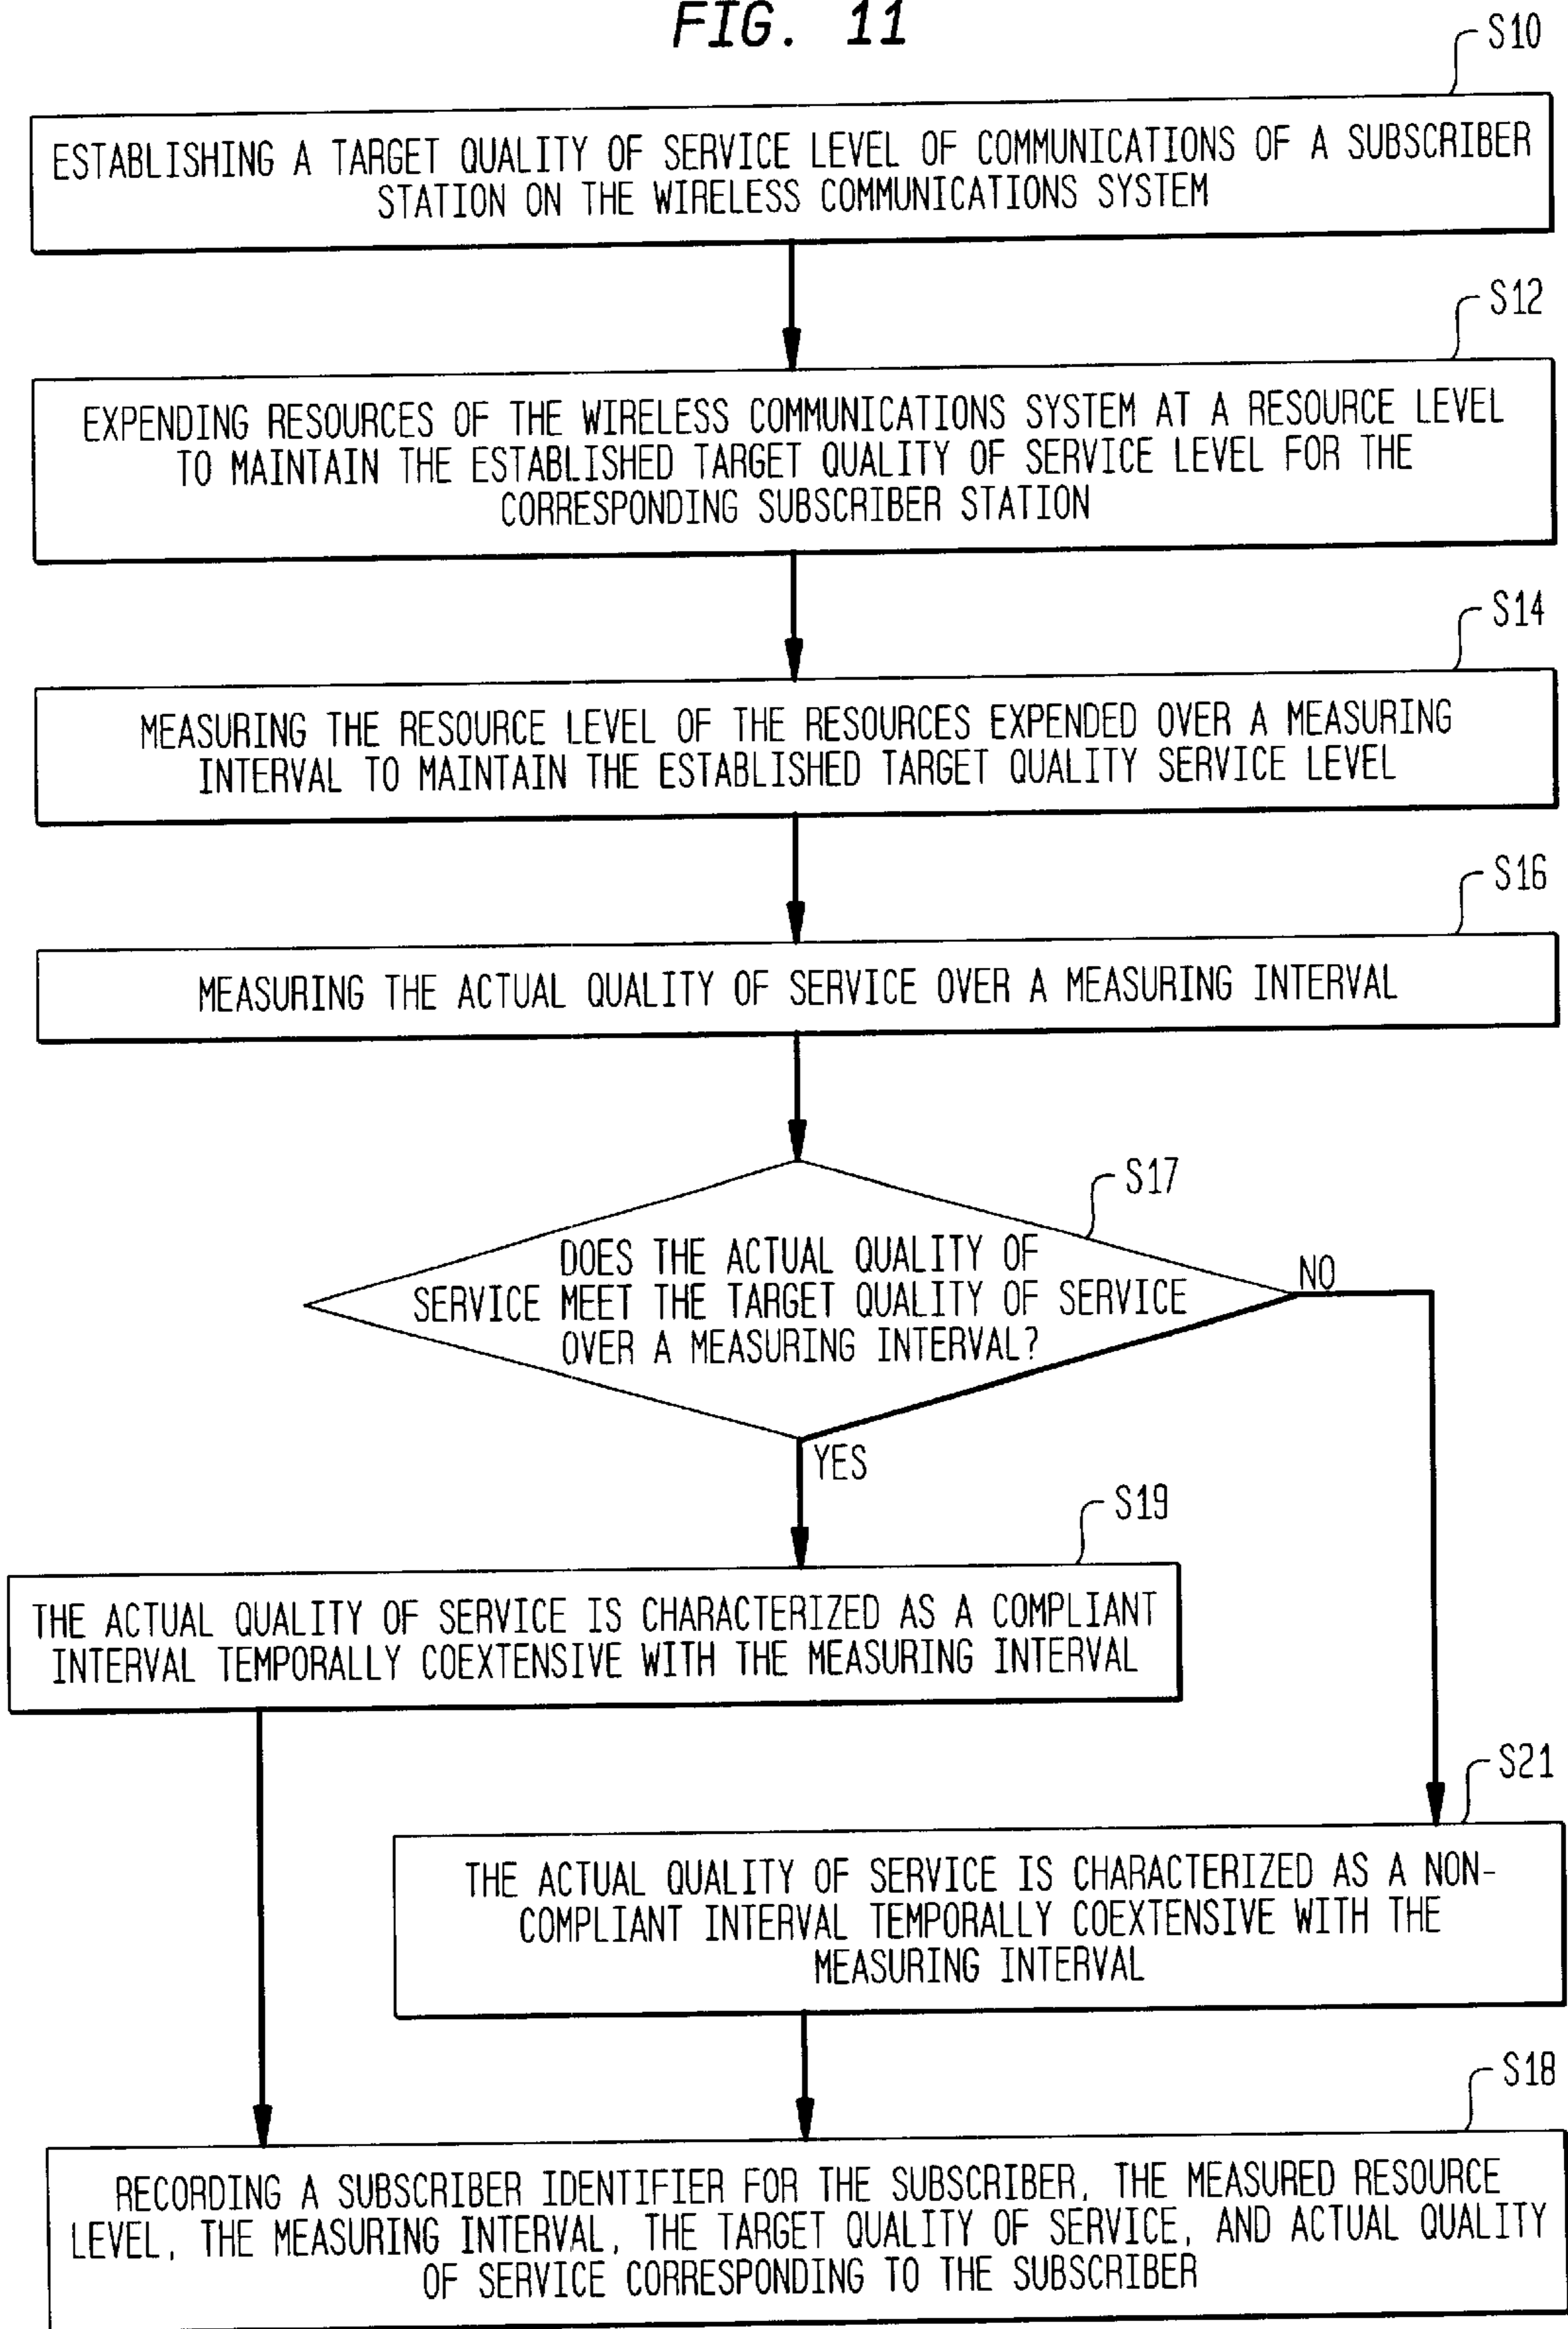 FIG. 11
S10
ESTABLISHING A TARGET QUALITY OF SERVICE LEVEL OF COMMUNICATIONS OF A SUBSCRIBER
STATION ON THE WIRELESS COMMUNICATIONS SYSTEM
S12
EXPENDING RESOURCES OF THE WIRELESS COMMUNICATIONS SYSTEM AT A RESOURCE LEVEL
TO MAINTAIN THE ESTABLISHED TARGET QUALITY OF SERVICE LEVEL FOR THE
CORRESPONDING SUBSCRIBER STATION
S14
MEASURING THE RESOURCE LEVEL OF THE RESOURCES EXPENDED OVER A MEASURING
INTERVAL TO MAINTAIN THE ESTABLISHED TARGET QUALITY SERVICE LEVEL
S16
MEASURING THE ACTUAL QUALITY OF SERVICE OVER A MEASURING INTERVAL
S17
DOES THE ACTUAL QUALITY OF
SERVICE MEET THE TARGET QUALITY OF SERVICE
OVER A MEASURING INTERVAL?
NO
YES
S19
THE ACTUAL QUALITY OF SERVICE IS CHARACTERIZED AS A COMPLIANT
INTERVAL TEMPORALLY COEXTENSIVE WITH THE MEASURING INTERVAL
S21
THE ACTUAL QUALITY OF SERVICE IS CHARACTERIZED AS A NON-
COMPLIANT INTERVAL TEMPORALLY COEXTENSIVE WITH THE
MEASURING INTERVAL
S18
RECORDING A SUBSCRIBER IDENTIFIER FOR THE SUBSCRIBER, THE MEASURED RESOURCE
LEVEL, THE MEASURING INTERVAL, THE TARGET QUALITY OF SERVICE, AND ACTUAL QUALITY
OF SERVICE CORRESPONDING TO THE SUBSCRIBER